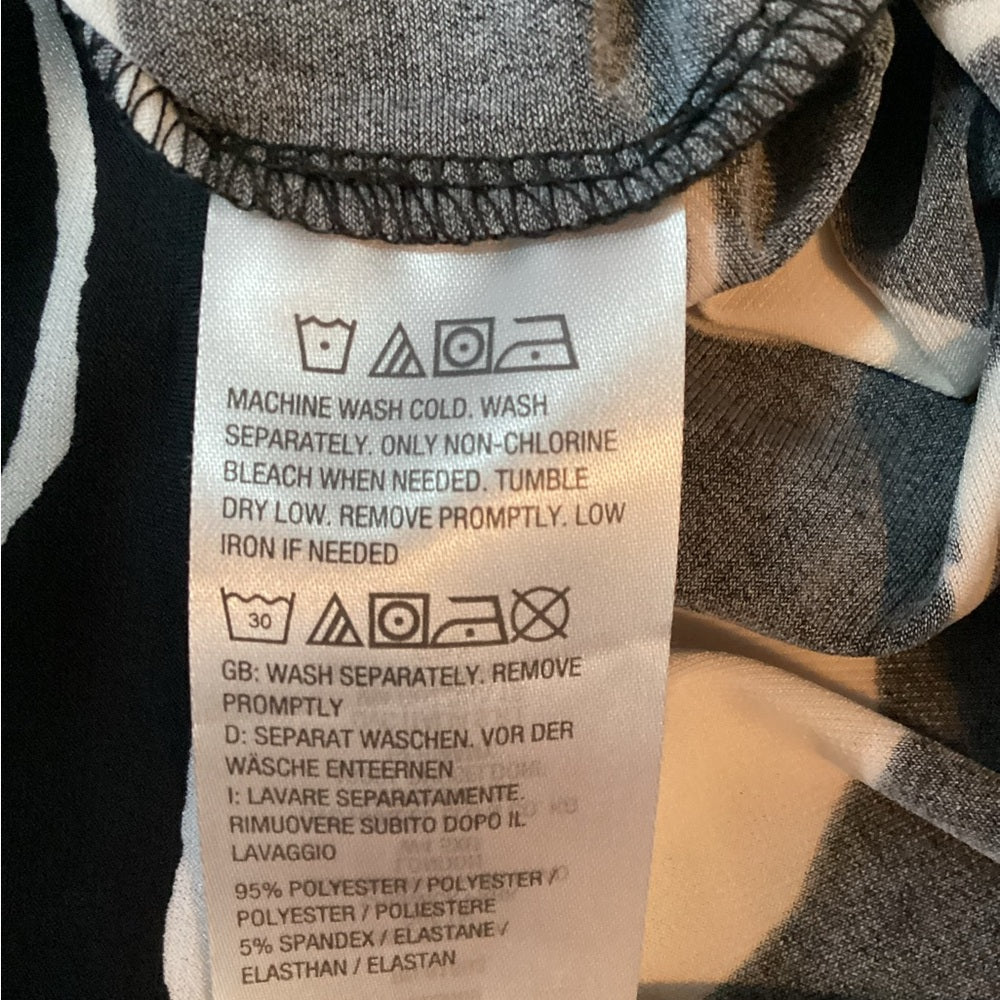 MACHINE WASH COLD. WASH
SEPARATELY. ONLY NON-CHLORINE
BLEACH WHEN NEEDED. TUMBLE
DRY LOW. REMOVE PROMPTLY. LOW
IRON IF NEEDED
30
GB: WASH SEPARATELY. REMOVE
PROMPTLY
D: SEPARAT WASCHEN. VOR DER
WÄSCHE ENTEERNEN
I: LAVARE SEPARATAMENTE.
RIMUOVERE SUBITO DOPO IL
LAVAGGIO
95% POLYESTER / POLYESTER /
POLYESTER / POLIESTERE
5% SPANDEX / ELASTANE /
ELASTHAN / ELASTAN